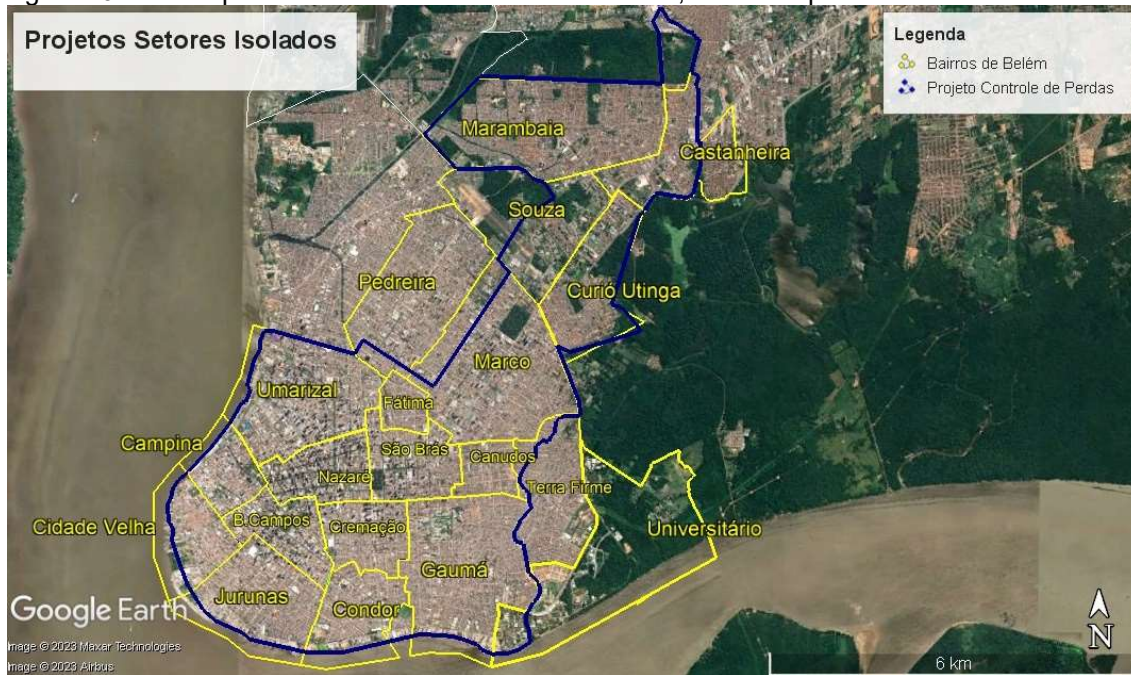 Projetos Setores Isolados
Legenda
Bairros de Belém
Projeto Controle de Perdas
Marambaia
Castanheira
Souza
Pedreira
Curió Utinga
Marco
Umarizal
Fátima
Campina
São Brás
Canudos
Nazaré
Terra Firme
Cidade Velha
B.Campos
Cremação
Universitário
Gaumá
Jurunas
Condor
Google Earth
Image © 2023 Maxar Technologies
Image © 2023 Airbus
N
6 km